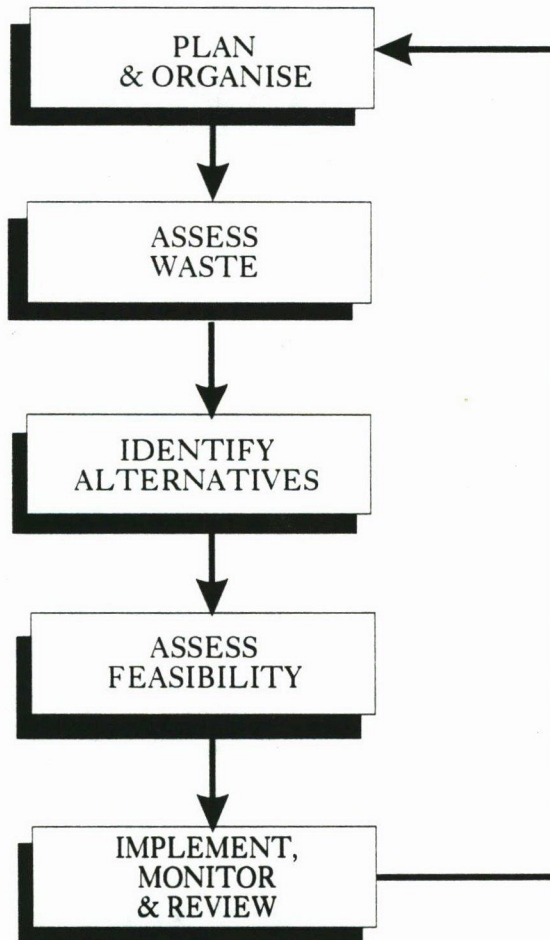 PLAN
& ORGANISE
ASSESS
WASTE
IDENTIFY
ALTERNATIVES
ASSESS
FEASIBILITY
IMPLEMENT,
MONITOR
& REVIEW